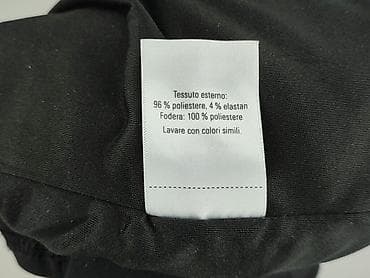 Tessuto esterno:
96 % poliestere, 4 % elastan
Fodera: 100 % poliestere
Lavare con colori simili.